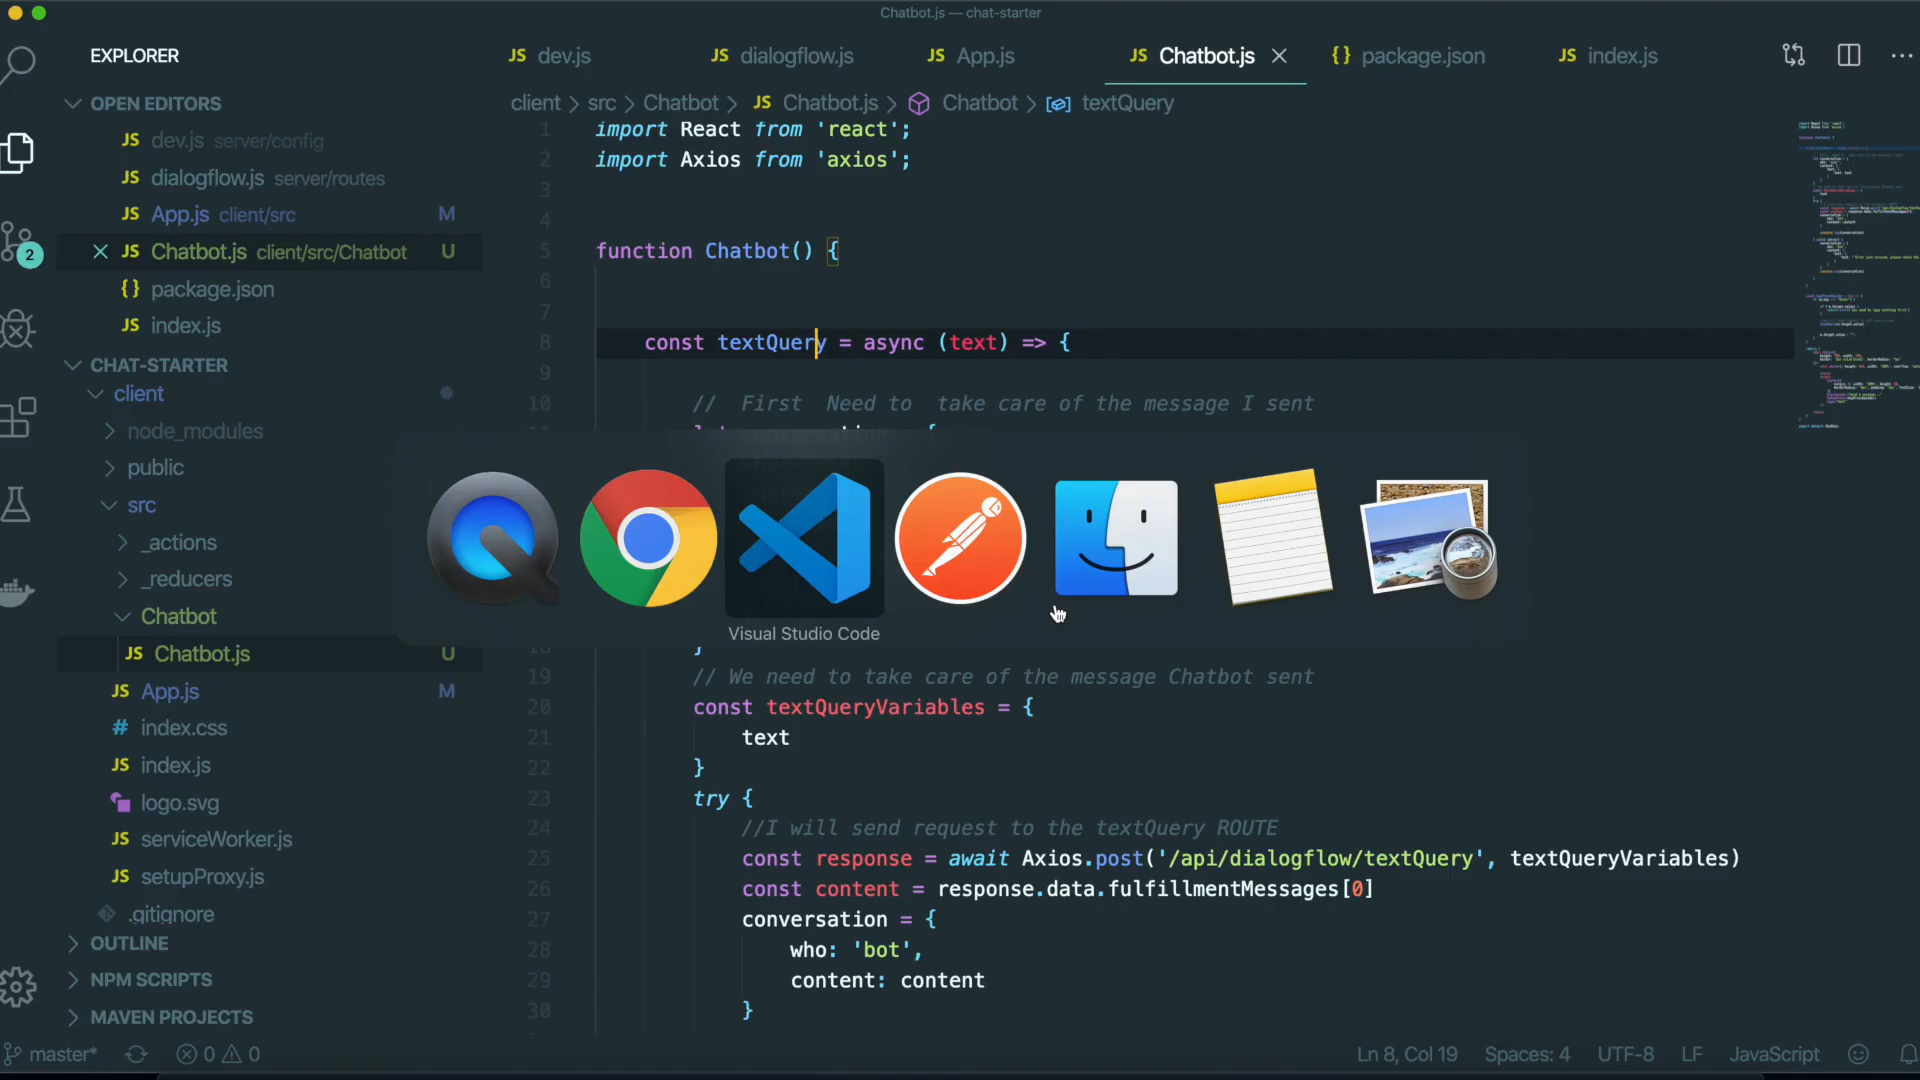 Chatbot.js — chat-starter
EXPLORER
JS dev.js
JS dialogflow.js
JS App.js
JS Chatbot.js
{} package.json
JS index.js
client > src > Chatbot > JS Chatbot.js > Chatbot > textQuery
OPEN EDITORS
JS dev.js server/config
JS dialogflow.js server/routes
JS App.js client/src M
JS Chatbot.js client/src/Chatbot U
{} package.json
JS index.js
CHAT-STARTER
client
node_modules
public
src
_actions
_reducers
Chatbot
JS Chatbot.js U
JS App.js M
# index.css
JS index.js
logo.svg
JS serviceWorker.js
JS setupProxy.js
.gitignore
OUTLINE
NPM SCRIPTS
MAVEN PROJECTS
2
1 import React from 'react';
2 import Axios from 'axios';
3
4
5 function Chatbot() {
6
7
8 const textQuery = async (text) => {
9
10 // First Need to take care of the message I sent
Visual Studio Code
18 }
19 // We need to take care of the message Chatbot sent
20 const textQueryVariables = {
21 text
22 }
23 try {
24 //I will send request to the textQuery ROUTE
25 const response = await Axios.post('/api/dialogflow/textQuery', textQueryVariables)
26 const content = response.data.fulfillmentMessages[0]
27 conversation = {
28 who: 'bot',
29 content: content
30 }
master* 0 0
Ln 8, Col 19 Spaces: 4 UTF-8 LF JavaScript